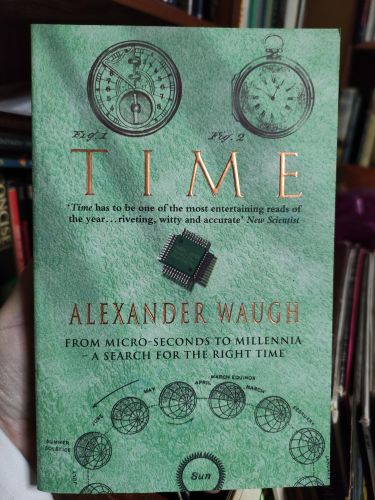 Fig. 1
Fig. 2
TIME
'Time has to be one of the most entertaining reads of
the year...riveting, witty and accurate' New Scientist
ALEXANDER WAUGH
FROM MICRO-SECONDS TO MILLENNIA
– A SEARCH FOR THE RIGHT TIME
MARCH EQUINOX
APRIL
MARCH
MAY
JUNE
FEBRUARY
SUMMER
SOLSTICE
Sun